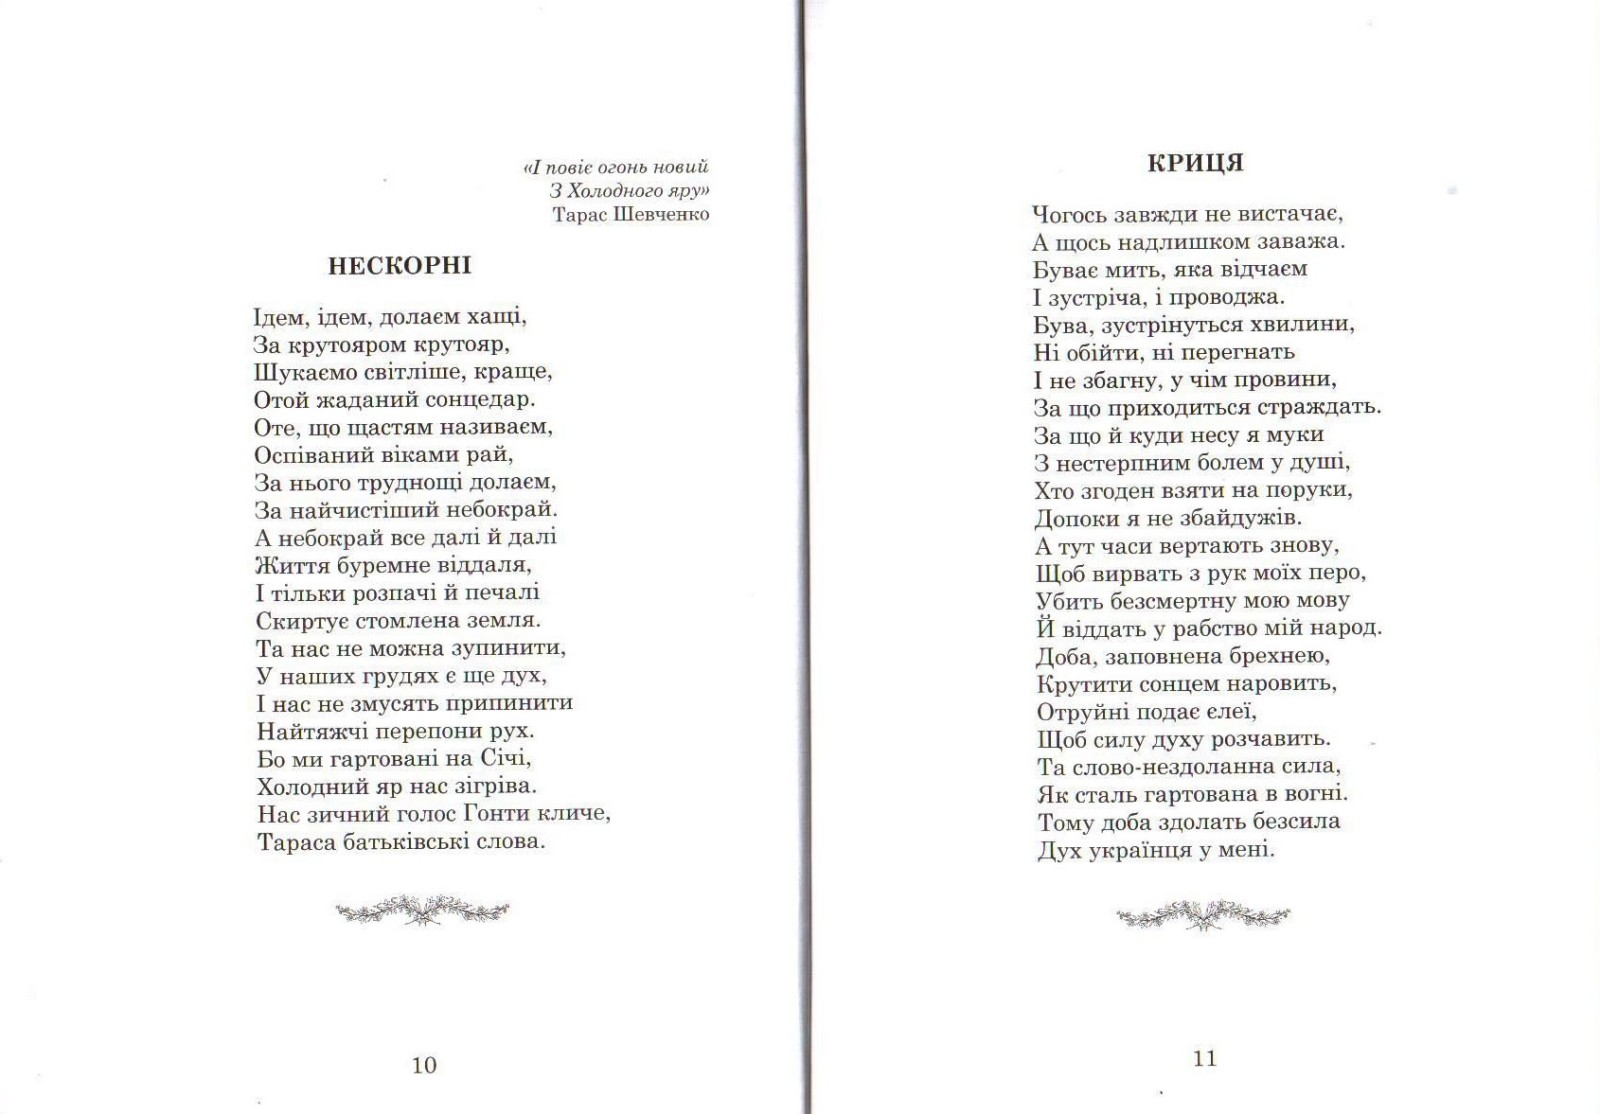 «І повіє огонь новий
З Холодного яру»
Тарас Шевченко
НЕСКОРНІ
Ідем, ідем, долаєм хащі,
За крутояром крутояр,
Шукаємо світліше, краще,
Отой жаданий сонцедар.
Оте, що щастям називаєм,
Оспіваний віками рай,
За нього труднощі долаєм,
За найчистіший небокрай.
А небокрай все далі й далі
Життя буремне віддаля,
І тільки розпачі й печалі
Скиртує стомлена земля.
Та нас не можна зупинити,
У наших грудях є ще дух,
І нас не змусять припинити
Найтяжчі перепони рух.
Бо ми гартовані на Січі,
Холодний яр нас зігріва.
Нас зичний голос Гонти кличе,
Тараса батьківські слова.
10
КРИЦЯ
Чогось завжди не вистачає,
А щось надлишком заважа.
Буває мить, яка відчаєм
І зустріча, і проводжа.
Бува, зустрінуться хвилини,
Ні обійти, ні перегнать
І не збагну, у чім провини,
За що приходиться страждать.
За що й куди несу я муки
З нестерпним болем у душі,
Хто згоден взяти на поруки,
Допоки я не збайдужів.
А тут часи вертають знову,
Щоб вирвать з рук моїх перо,
Убить безсмертну мою мову
Й віддать у рабство мій народ.
Доба, заповнена брехнею,
Крутити сонцем наровить,
Отруйні подає єлеї,
Щоб силу духу розчавить.
Та слово-нездоланна сила,
Як сталь гартована в вогні.
Тому доба здолать безсила
Дух українця у мені.
11